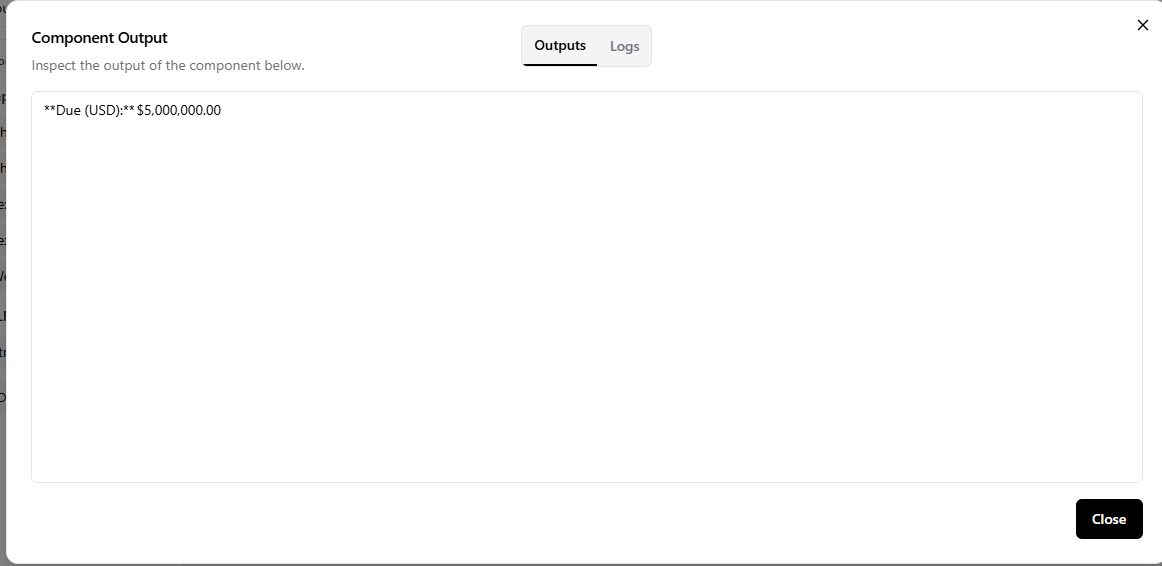 Component Output
Inspect the output of the component below.
Outputs
Logs
**Due (USD):** $5,000,000.00
Close